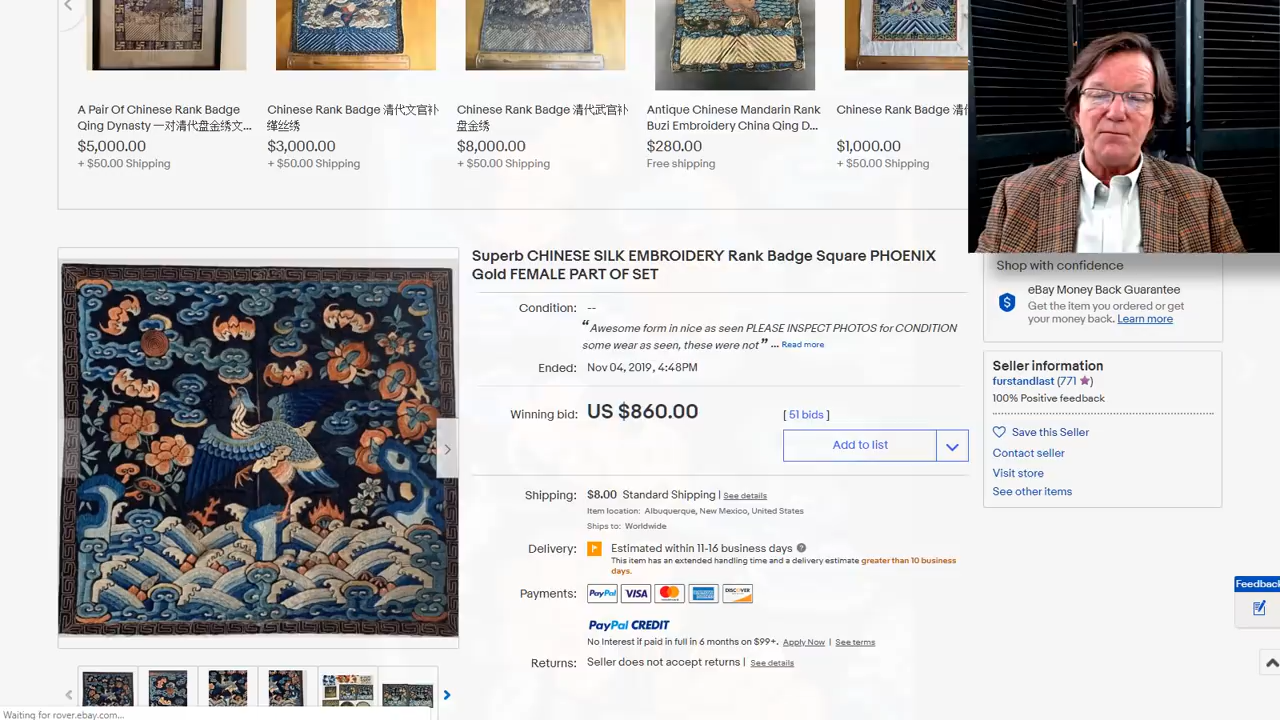 A Pair Of Chinese Rank Badge
Qing Dynasty 一对清代盘金绣文...
$5,000.00
+ $50.00 Shipping
Chinese Rank Badge 清代文官补
缂丝绣
$3,000.00
+ $50.00 Shipping
Chinese Rank Badge 清代武官补
盘金绣
$8,000.00
+ $50.00 Shipping
Antique Chinese Mandarin Rank
Buzi Embroidery China Qing D...
$280.00
Free shipping
Chinese Rank Badge
$1,000.00
+ $50.00 Shipping
Superb CHINESE SILK EMBROIDERY Rank Badge Square PHOENIX
Gold FEMALE PART OF SET
Condition: --
“Awesome form in nice as seen PLEASE INSPECT PHOTOS for CONDITION
some wear as seen, these were not” ... Read more
Ended: Nov 04, 2019, 4:48PM
Winning bid: US $860.00 [ 51 bids ]
Add to list
Shipping: $8.00 Standard Shipping | See details
Item location: Albuquerque, New Mexico, United States
Ships to: Worldwide
Delivery: Estimated within 11-16 business days
This item has an extended handling time and a delivery estimate greater than 10 business
days.
Payments: PayPal VISA MasterCard DISCOVER
PayPal CREDIT
No Interest if paid in full in 6 months on $99+. Apply Now | See terms
Returns: Seller does not accept returns | See details
Shop with confidence
eBay Money Back Guarantee
Get the item you ordered or get
your money back. Learn more
Seller information
furstandlast (771)
100% Positive feedback
Save this Seller
Contact seller
Visit store
See other items
Feedback
Waiting for rover.ebay.com...